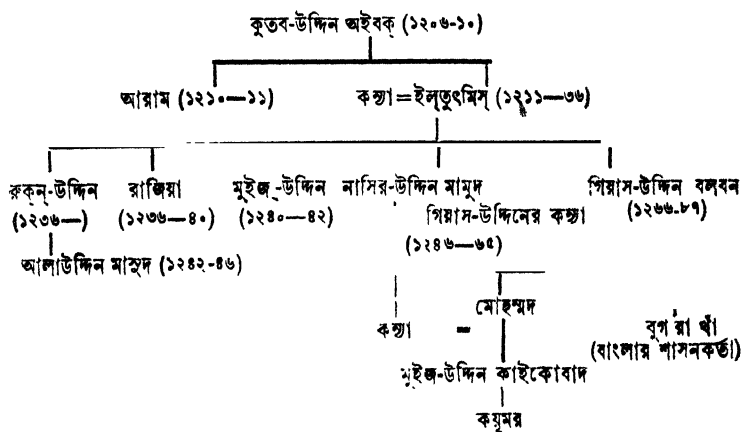 কুতব-উদ্দিন অইবক্ (১২০৬-১০)
আরাম (১২১০—১১) কন্যা=ইলতুৎমিস্ (১২১১—৩৬)
রুকন্-উদ্দিন রাজিয়া মুইজ্-উদ্দিন নাসির-উদ্দিন মামুদ গিয়াস-উদ্দিন বলবন
(১২৩৬—) (১২৩৬—৪০) (১২৪০—৪২) গিয়াস-উদ্দিনের কন্যা (১২৬৬-৮৭)
(১২৪৬—৬৫)
আলাউদ্দিন মাসুদ (১২৪২-৪৬)
কন্যা = মোহম্মদ বুগ্‌রা খাঁ
(বাংলার শাসনকর্তা)
মুইজ-উদ্দিন কাইকোবাদ
কয়ূমর